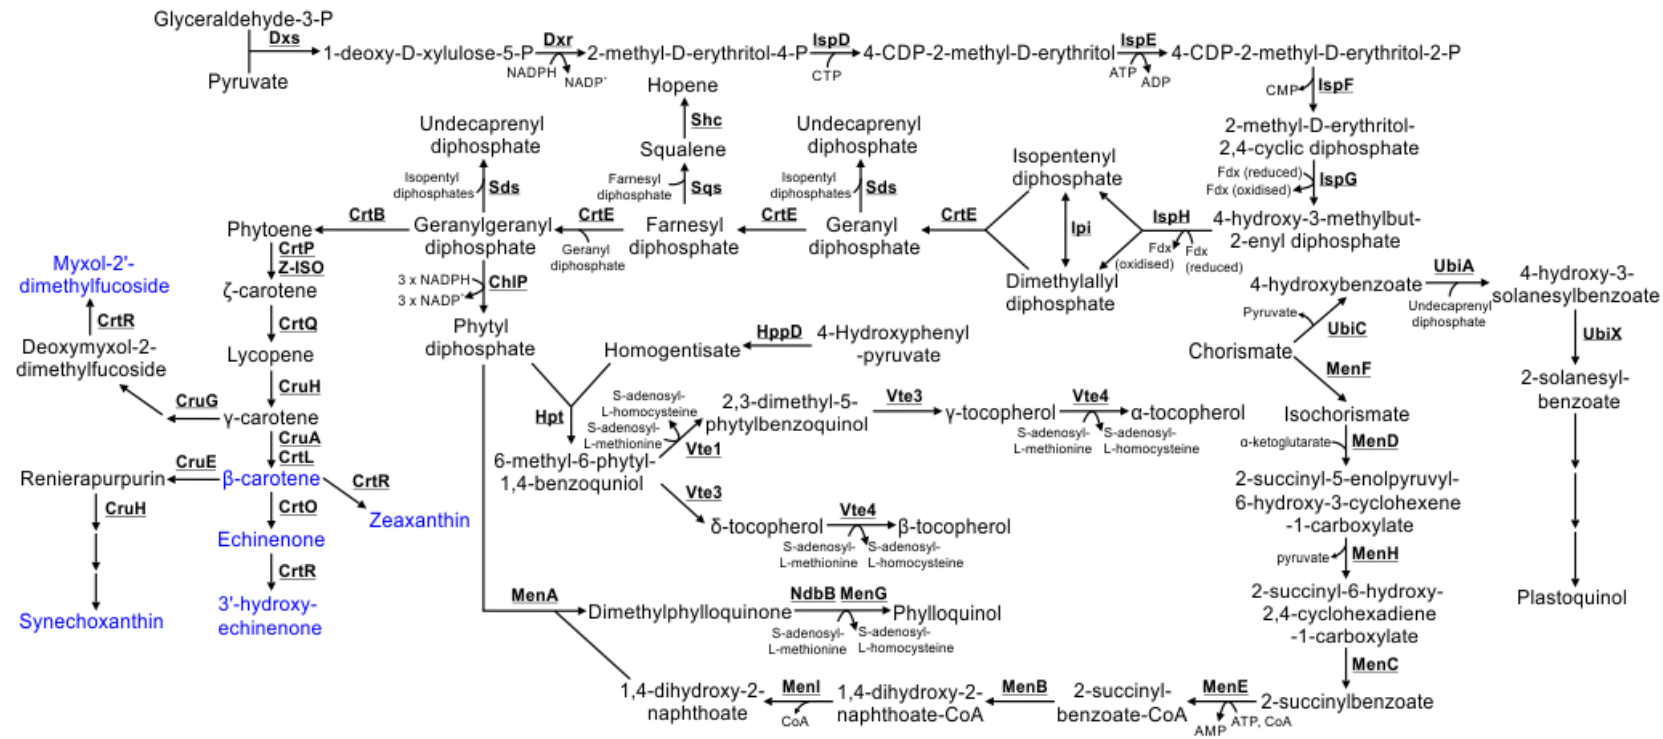 Glyceraldehyde-3-P
Dxs
Pyruvate
1-deoxy-D-xylulose-5-P
Dxr
NADPH
NADP+
2-methyl-D-erythritol-4-P
IspD
CTP
4-CDP-2-methyl-D-erythritol
IspE
ATP
ADP
4-CDP-2-methyl-D-erythritol-2-P
CMP
IspF
2-methyl-D-erythritol-
2,4-cyclic diphosphate
Fdx (reduced)
Fdx (oxidised)
IspG
4-hydroxy-3-methylbut-
2-enyl diphosphate
IspH
Fdx
(oxidised)
Fdx
(reduced)
Isopentenyl
diphosphate
Ipi
Dimethylallyl
diphosphate
CrtE
Geranyl
diphosphate
Isopentyl
diphosphates
Sds
Undecaprenyl
diphosphate
CrtE
Farnesyl
diphosphate
Farnesyl
diphosphate
Sqs
Squalene
Shc
Hopene
CrtE
Geranyl
diphosphate
Geranylgeranyl
diphosphate
Isopentyl
diphosphates
Sds
Undecaprenyl
diphosphate
CrtB
Phytoene
CrtP
Z-ISO
ζ-carotene
CrtQ
Lycopene
CruH
γ-carotene
CruG
Deoxymyxol-2-
dimethylfucoside
CrtR
Myxol-2'-
dimethylfucoside
CruA
CrtL
β-carotene
CruE
Renierapurpurin
CruH
Synechoxanthin
CrtR
Zeaxanthin
CrtO
Echinenone
CrtR
3'-hydroxy-
echinenone
3 x NADPH
3 x NADP+
ChlP
Phytyl
diphosphate
4-Hydroxyphenyl
-pyruvate
HppD
Homogentisate
Hpt
6-methyl-6-phytyl-
1,4-benzoquniol
S-adenosyl-
L-homocysteine
S-adenosyl-
L-methionine
Vte1
2,3-dimethyl-5-
phytylbenzoquinol
Vte3
γ-tocopherol
Vte4
S-adenosyl-
L-methionine
S-adenosyl-
L-homocysteine
α-tocopherol
Vte3
δ-tocopherol
Vte4
S-adenosyl-
L-methionine
S-adenosyl-
L-homocysteine
β-tocopherol
MenA
Dimethylphylloquinone
NdbB MenG
S-adenosyl-
L-methionine
S-adenosyl-
L-homocysteine
Phylloquinol
Chorismate
Pyruvate
UbiC
4-hydroxybenzoate
UbiA
Undecaprenyl
diphosphate
4-hydroxy-3-
solanesylbenzoate
UbiX
2-solanesyl-
benzoate
Plastoquinol
MenF
Isochorismate
α-ketoglutarate
MenD
2-succinyl-5-enolpyruvyl-
6-hydroxy-3-cyclohexene
-1-carboxylate
pyruvate
MenH
2-succinyl-6-hydroxy-
2,4-cyclohexadiene
-1-carboxylate
MenC
2-succinylbenzoate
MenE
AMP
ATP, CoA
2-succinyl-
benzoate-CoA
MenB
1,4-dihydroxy-2-
naphthoate-CoA
MenI
CoA
1,4-dihydroxy-2-
naphthoate